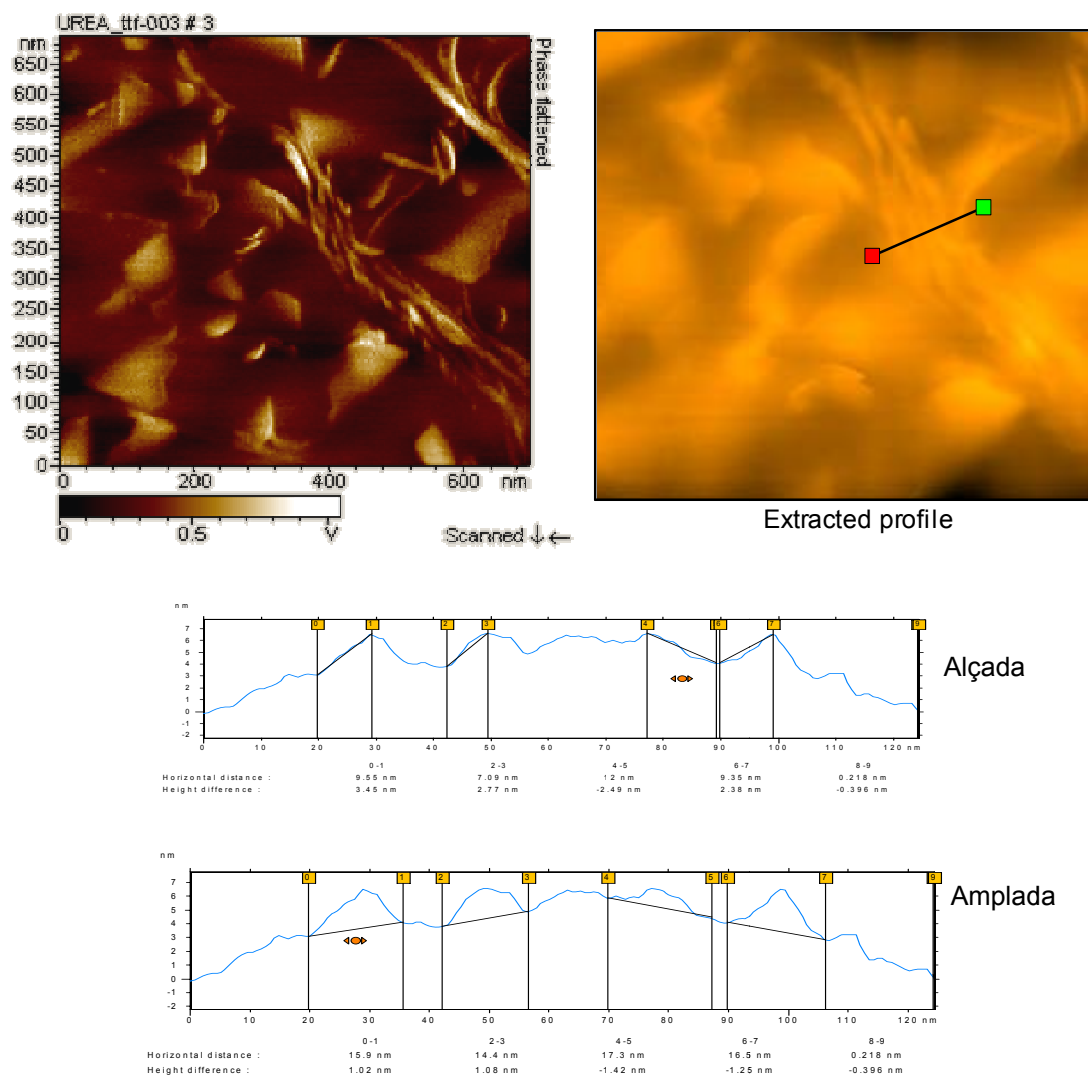 UREA_ttf-003 # 3
nm
650
600
550
500
450
400
350
300
250
200
150
100
50
0
0 200 400 600 nm
Phase flattened
0 0.5 V
Scanned ↓←
Extracted profile
nm
7
6
5
4
3
2
1
0
-1
-2
0 1 2 3 4 6 7 9
0 10 20 30 40 50 60 70 80 90 100 110 120 nm
Alçada
0-1 2-3 4-5 6-7 8-9
Horizontal distance : 9.55 nm 7.09 nm 12 nm 9.35 nm 0.218 nm
Height difference : 3.45 nm 2.77 nm -2.49 nm 2.38 nm -0.396 nm
nm
7
6
5
4
3
2
1
0
-1
-2
0 1 2 3 4 5 6 7 9
0 10 20 30 40 50 60 70 80 90 100 110 120 nm
Amplada
0-1 2-3 4-5 6-7 8-9
Horizontal distance : 15.9 nm 14.4 nm 17.3 nm 16.5 nm 0.218 nm
Height difference : 1.02 nm 1.08 nm -1.42 nm -1.25 nm -0.396 nm